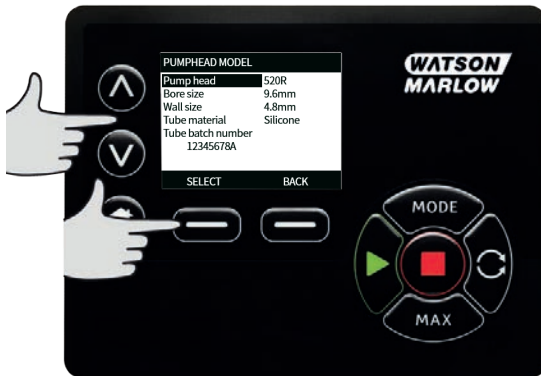 PUMPHEAD MODEL
Pump head 520R
Bore size 9.6mm
Wall size 4.8mm
Tube material Silicone
Tube batch number
12345678A
SELECT BACK
WATSON
MARLOW
MODE
MAX